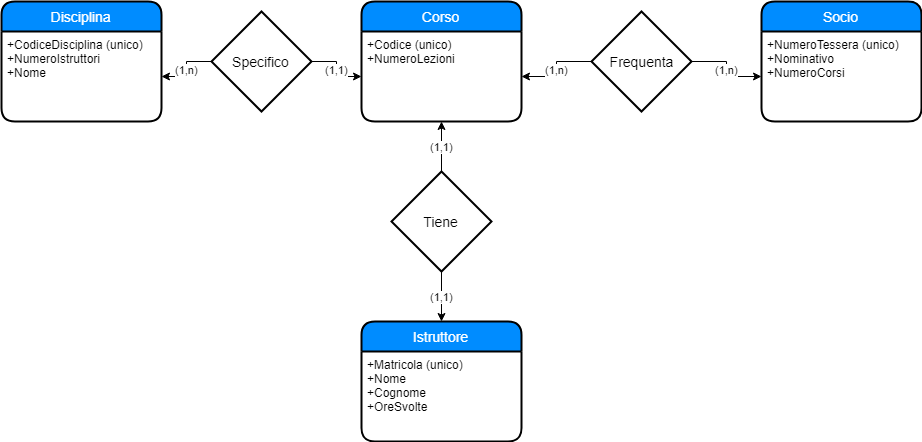 Disciplina
+CodiceDisciplina (unico)
+NumeroIstruttori
+Nome
(1,n)
Specifico
(1,1)
Corso
+Codice (unico)
+NumeroLezioni
(1,n)
Frequenta
(1,n)
Socio
+NumeroTessera (unico)
+Nominativo
+NumeroCorsi
(1,1)
Tiene
(1,1)
Istruttore
+Matricola (unico)
+Nome
+Cognome
+OreSvolte